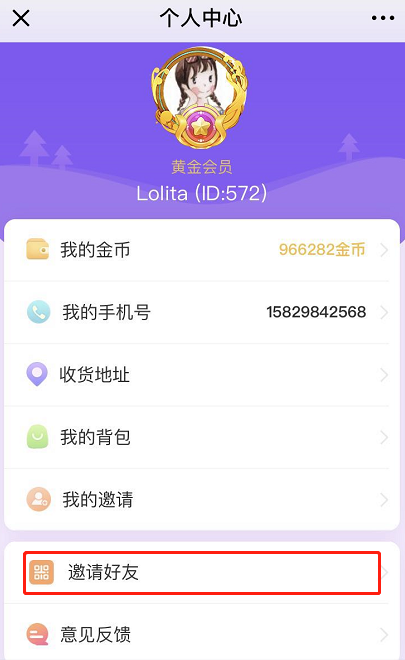 个人中心
黄金会员
Lolita (ID:572)
我的金币 966282金币
我的手机号 15829842568
收货地址
我的背包
我的邀请
邀请好友
意见反馈